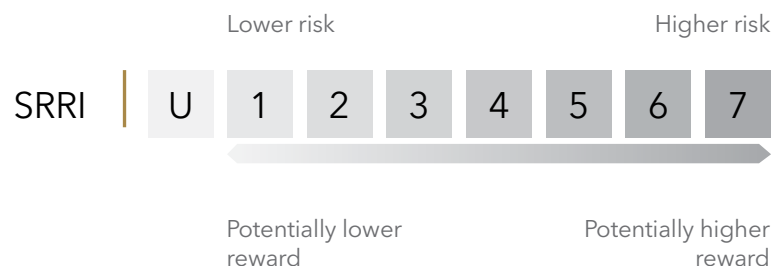 Lower risk Higher risk
SRRI U 1 2 3 4 5 6 7
Potentially lower
reward
Potentially higher
reward